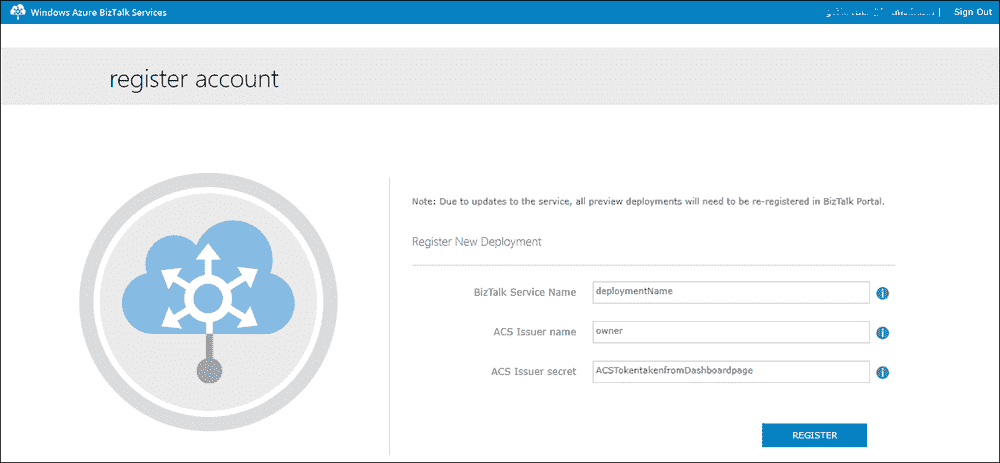 Windows Azure BizTalk Services
| Sign Out
register account
Note: Due to updates to the service, all preview deployments will need to be re-registered in BizTalk Portal.
Register New Deployment
BizTalk Service Name deploymentName
ACS Issuer name owner
ACS Issuer secret ACSTokentakenfromDashboardpage
REGISTER